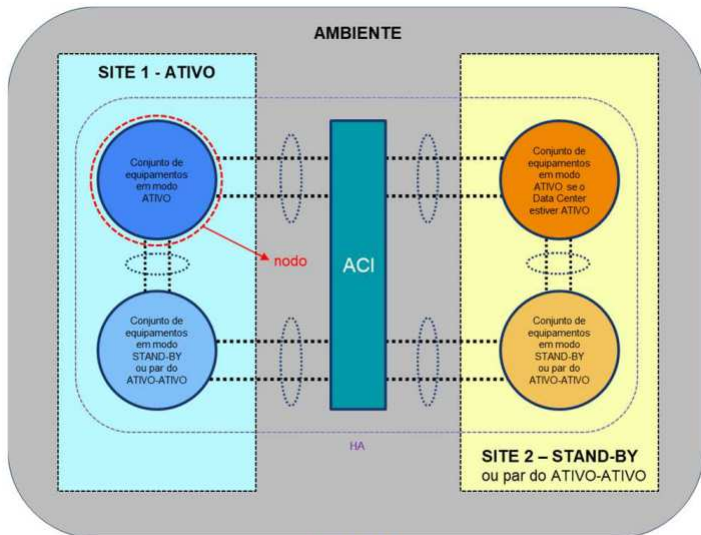 AMBIENTE
SITE 1 - ATIVO
Conjunto de
equipamentos
em modo
ATIVO
nodo
Conjunto de
equipamentos
em modo
STAND-BY
ou par do
ATIVO-ATIVO
ACI
HA
Conjunto de
equipamentos
em modo
ATIVO se o
Data Center
estiver ATIVO
Conjunto de
equipamentos
em modo
STAND-BY
ou par do
ATIVO-ATIVO
SITE 2 – STAND-BY
ou par do ATIVO-ATIVO